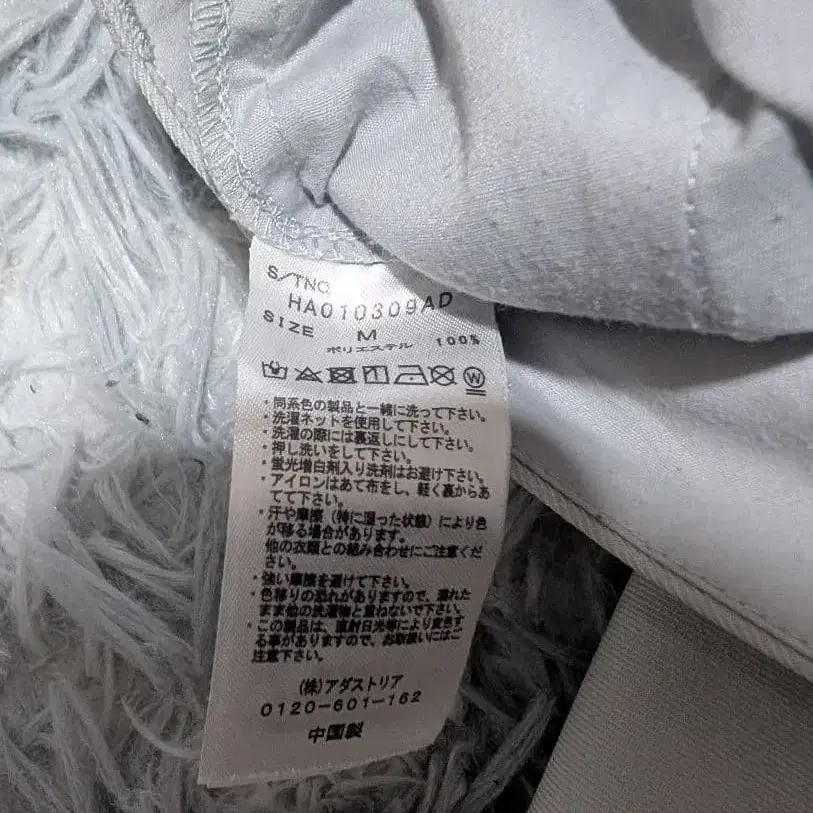 S/TNO
HA010309AD
SIZE M
ポリエステル 100%
W
・同系色の製品と一緒に洗って下さい。
・洗濯ネットを使用して下さい。
・洗濯の際には裏返しにして下さい。
・押し洗いをして下さい。
・蛍光増白剤入り洗剤はお避け下さい。
・アイロンはあて布をし、軽く裏からあ
てて下さい。
・汗や摩擦（特に湿った状態）により色
が移る場合があります。
他の衣類との組み合わせにご注意くだ
さい。
・強い摩擦を避けて下さい。
・色移りの恐れがありますので、濡れた
まま他の洗濯物と重ねないで下さい。
・この製品は、直射日光等により変色す
る事がありますので、お取扱いにはご
注意下さい。
(株)アダストリア
0120-601-162
中国製